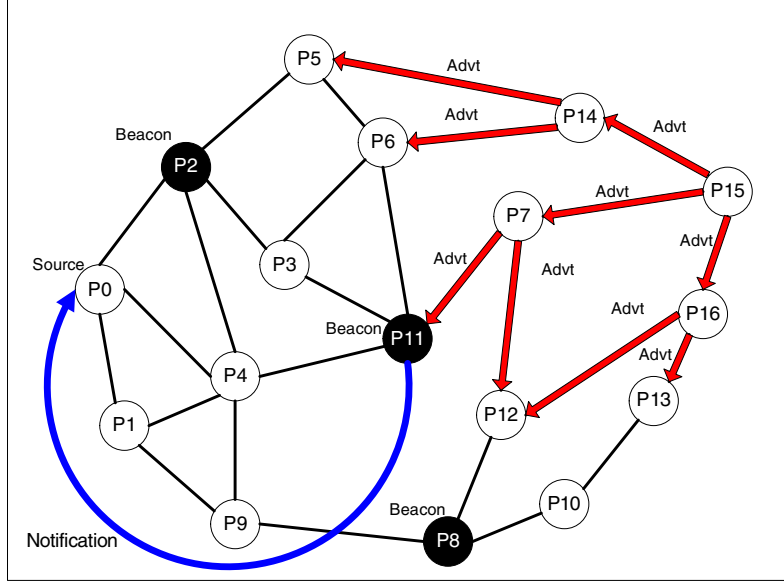 P5
Advt
P14
Advt
Beacon
P6
Advt
P2
P15
Advt
P7
Source
P3
Advt
Advt
Advt
P0
Beacon
P11
Advt
P16
Advt
P4
P13
P12
P1
Beacon
P10
P9
P8
Notification